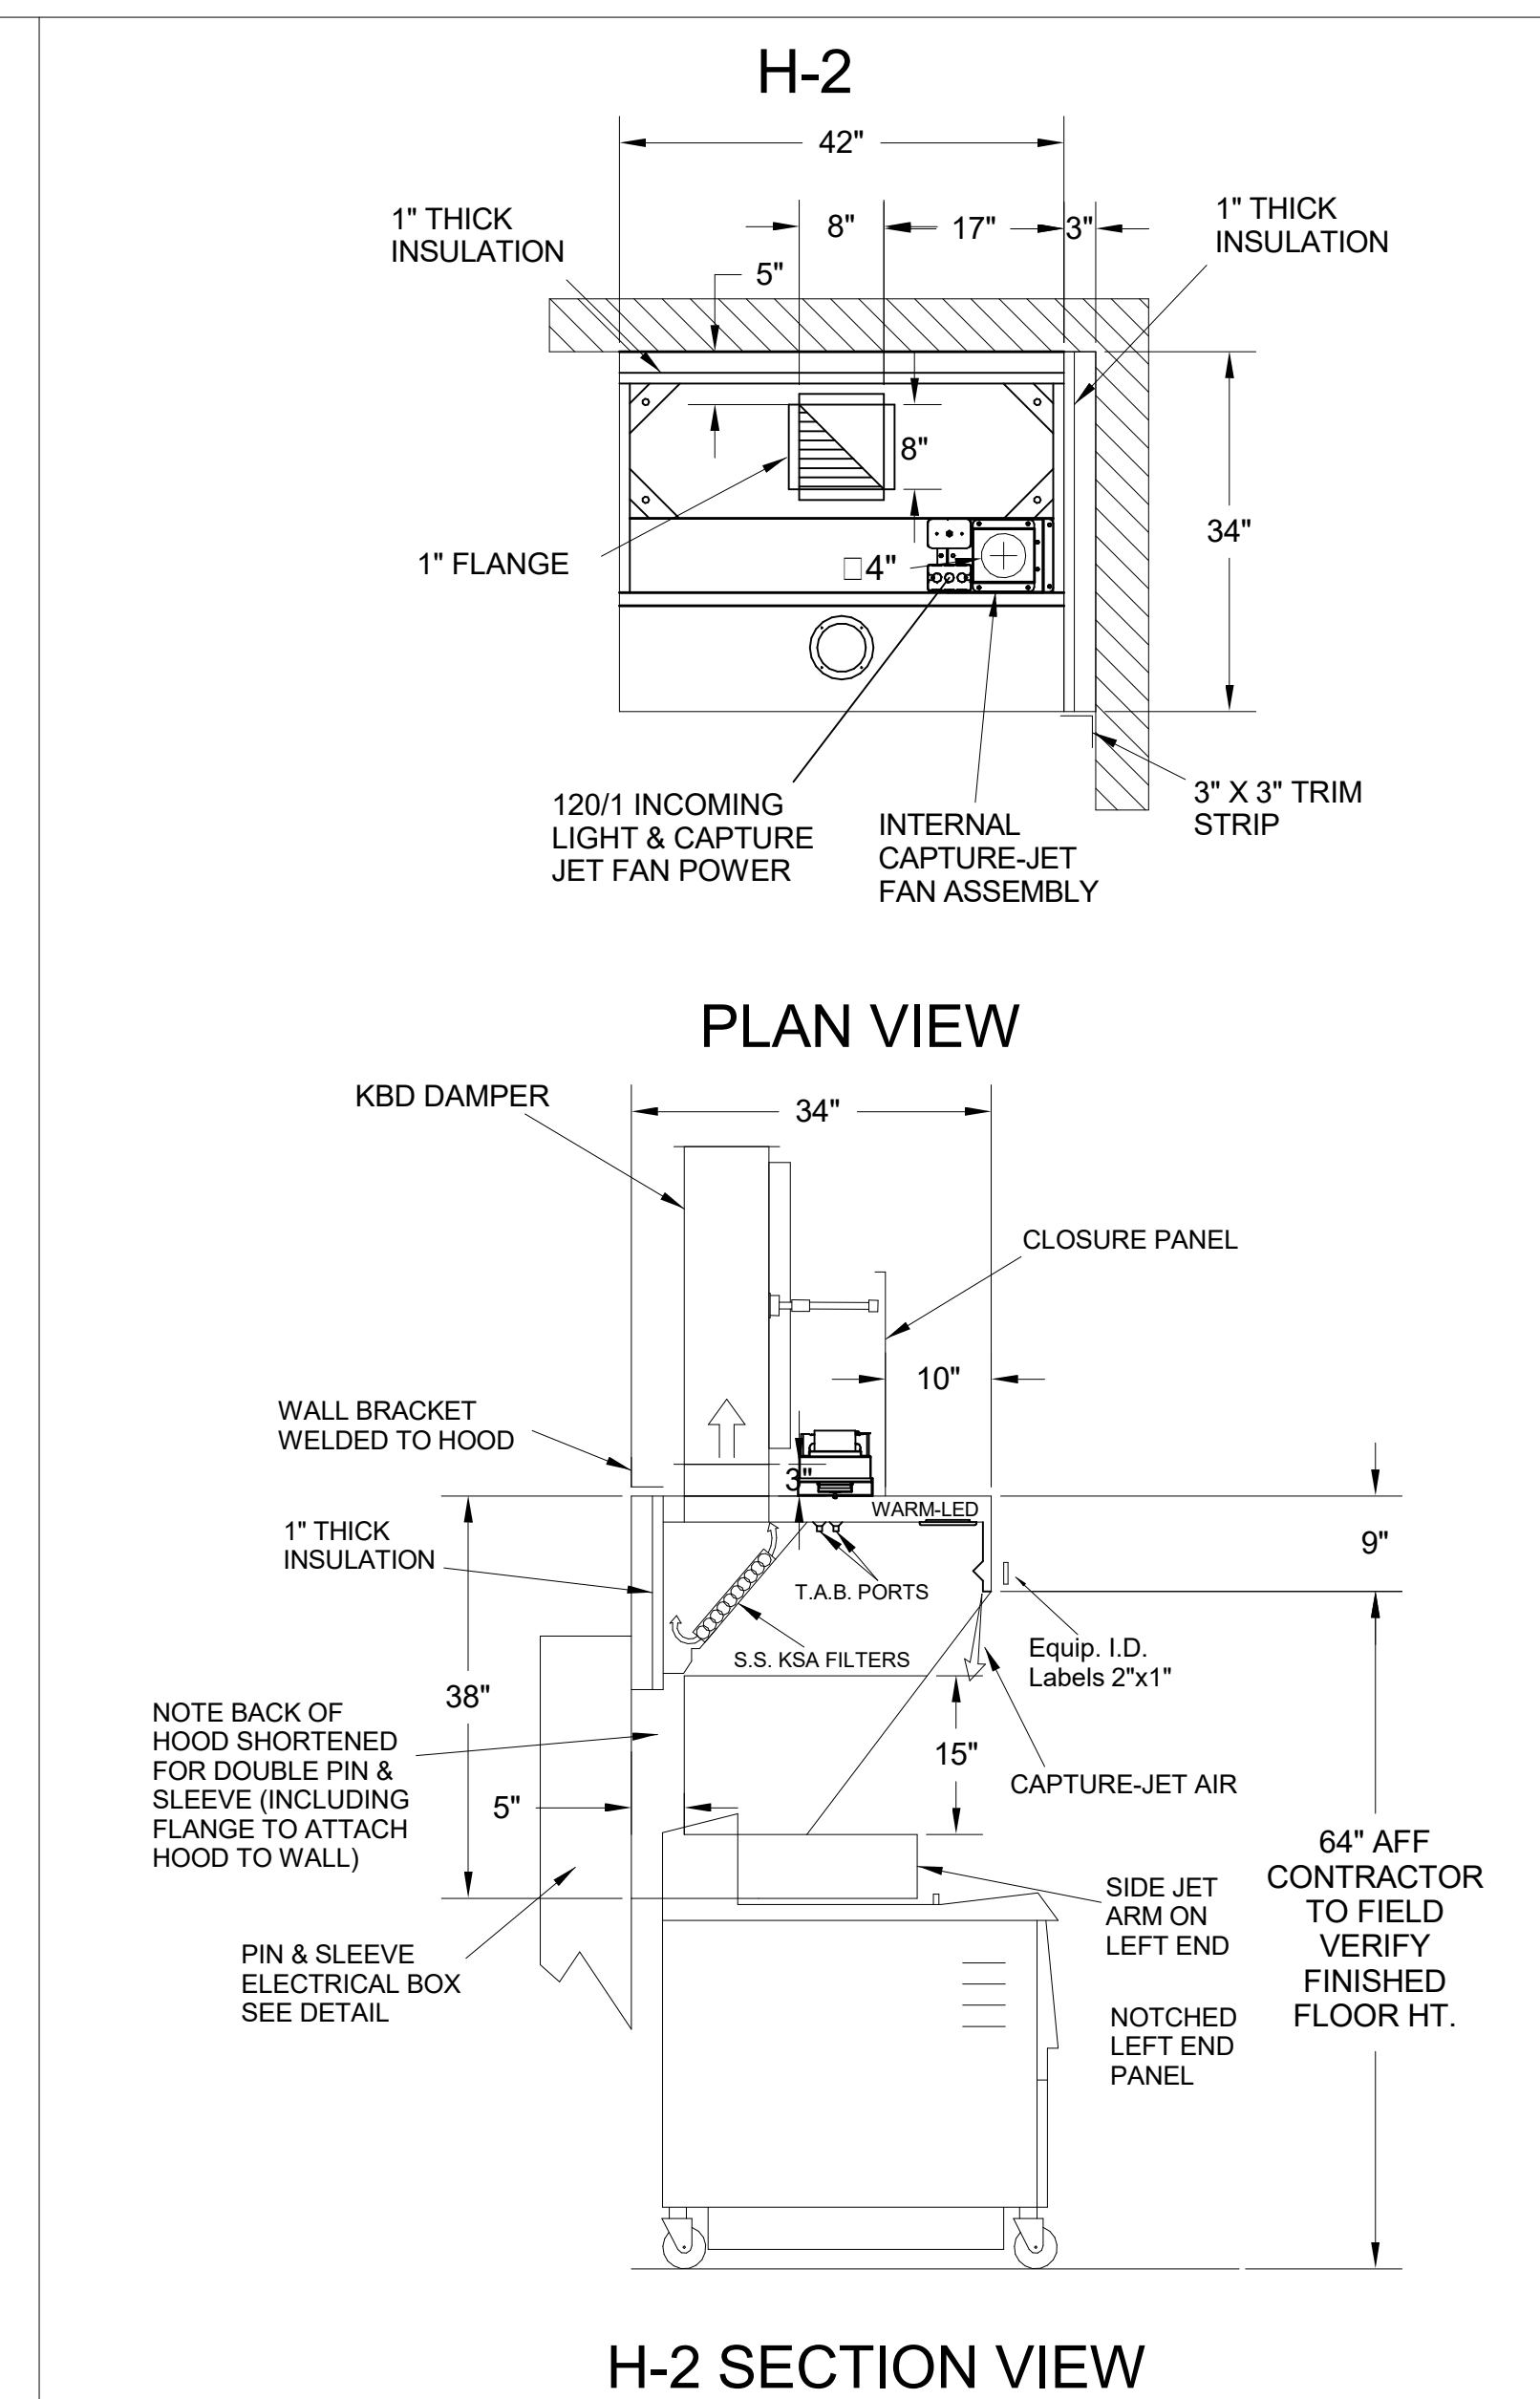 H-2
42"
8"
17"
3"
5"
1" THICK
INSULATION
1" THICK
INSULATION
8"
34"
1" FLANGE
□4"
120/1 INCOMING
LIGHT & CAPTURE
JET FAN POWER
INTERNAL
CAPTURE-JET
FAN ASSEMBLY
3" X 3" TRIM
STRIP
PLAN VIEW
KBD DAMPER
34"
CLOSURE PANEL
10"
WALL BRACKET
WELDED TO HOOD
3"
WARM-LED
9"
1" THICK
INSULATION
T.A.B. PORTS
S.S. KSA FILTERS
Equip. I.D.
Labels 2"x1"
38"
NOTE BACK OF
HOOD SHORTENED
FOR DOUBLE PIN &
SLEEVE (INCLUDING
FLANGE TO ATTACH
HOOD TO WALL)
15"
CAPTURE-JET AIR
5"
64" AFF
CONTRACTOR
TO FIELD
VERIFY
FINISHED
FLOOR HT.
SIDE JET
ARM ON
LEFT END
PIN & SLEEVE
ELECTRICAL BOX
SEE DETAIL
NOTCHED
LEFT END
PANEL
H-2 SECTION VIEW